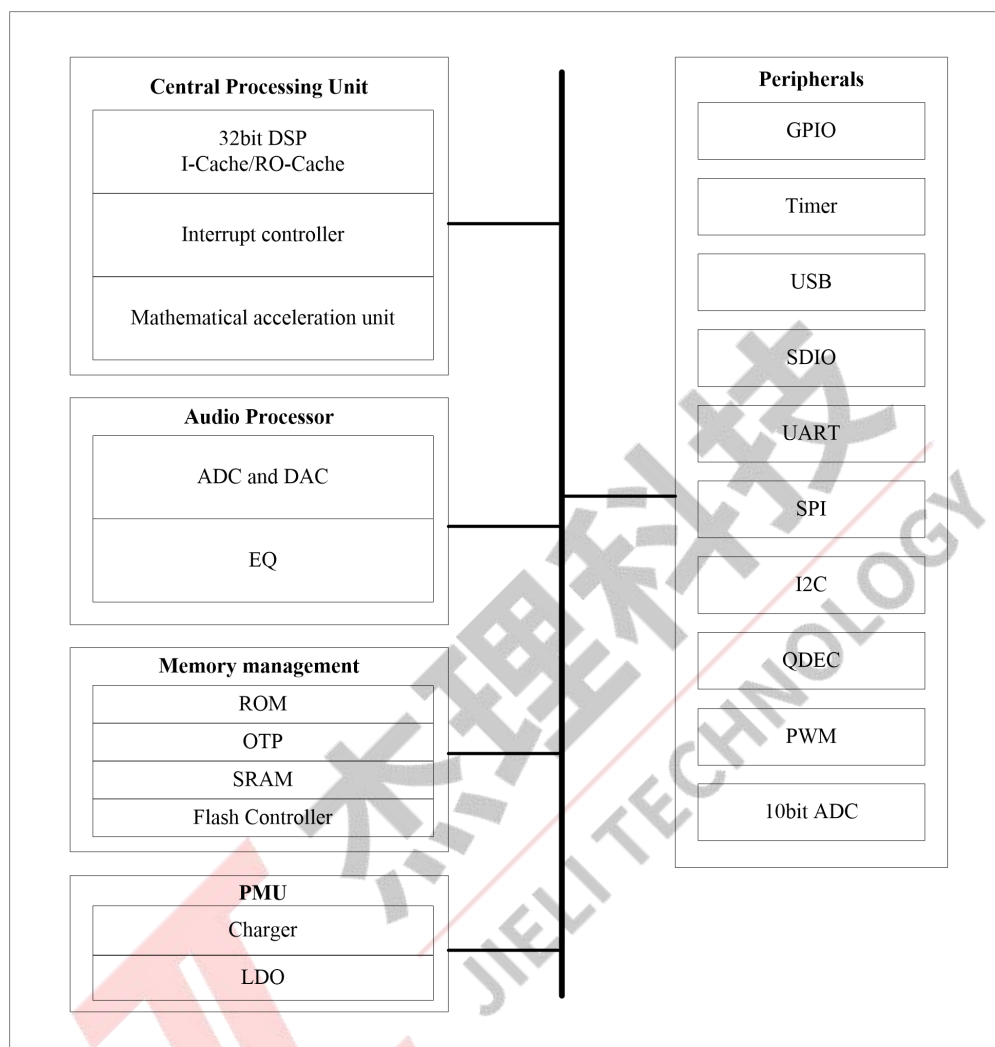 Central Processing Unit
32bit DSP
I-Cache/RO-Cache
Interrupt controller
Mathematical acceleration unit
Audio Processor
ADC and DAC
EQ
Memory management
ROM
OTP
SRAM
Flash Controller
PMU
Charger
LDO
Peripherals
GPIO
Timer
USB
SDIO
UART
SPI
I2C
QDEC
PWM
10bit ADC
杰理科技
JIELI TECHNOLOGY